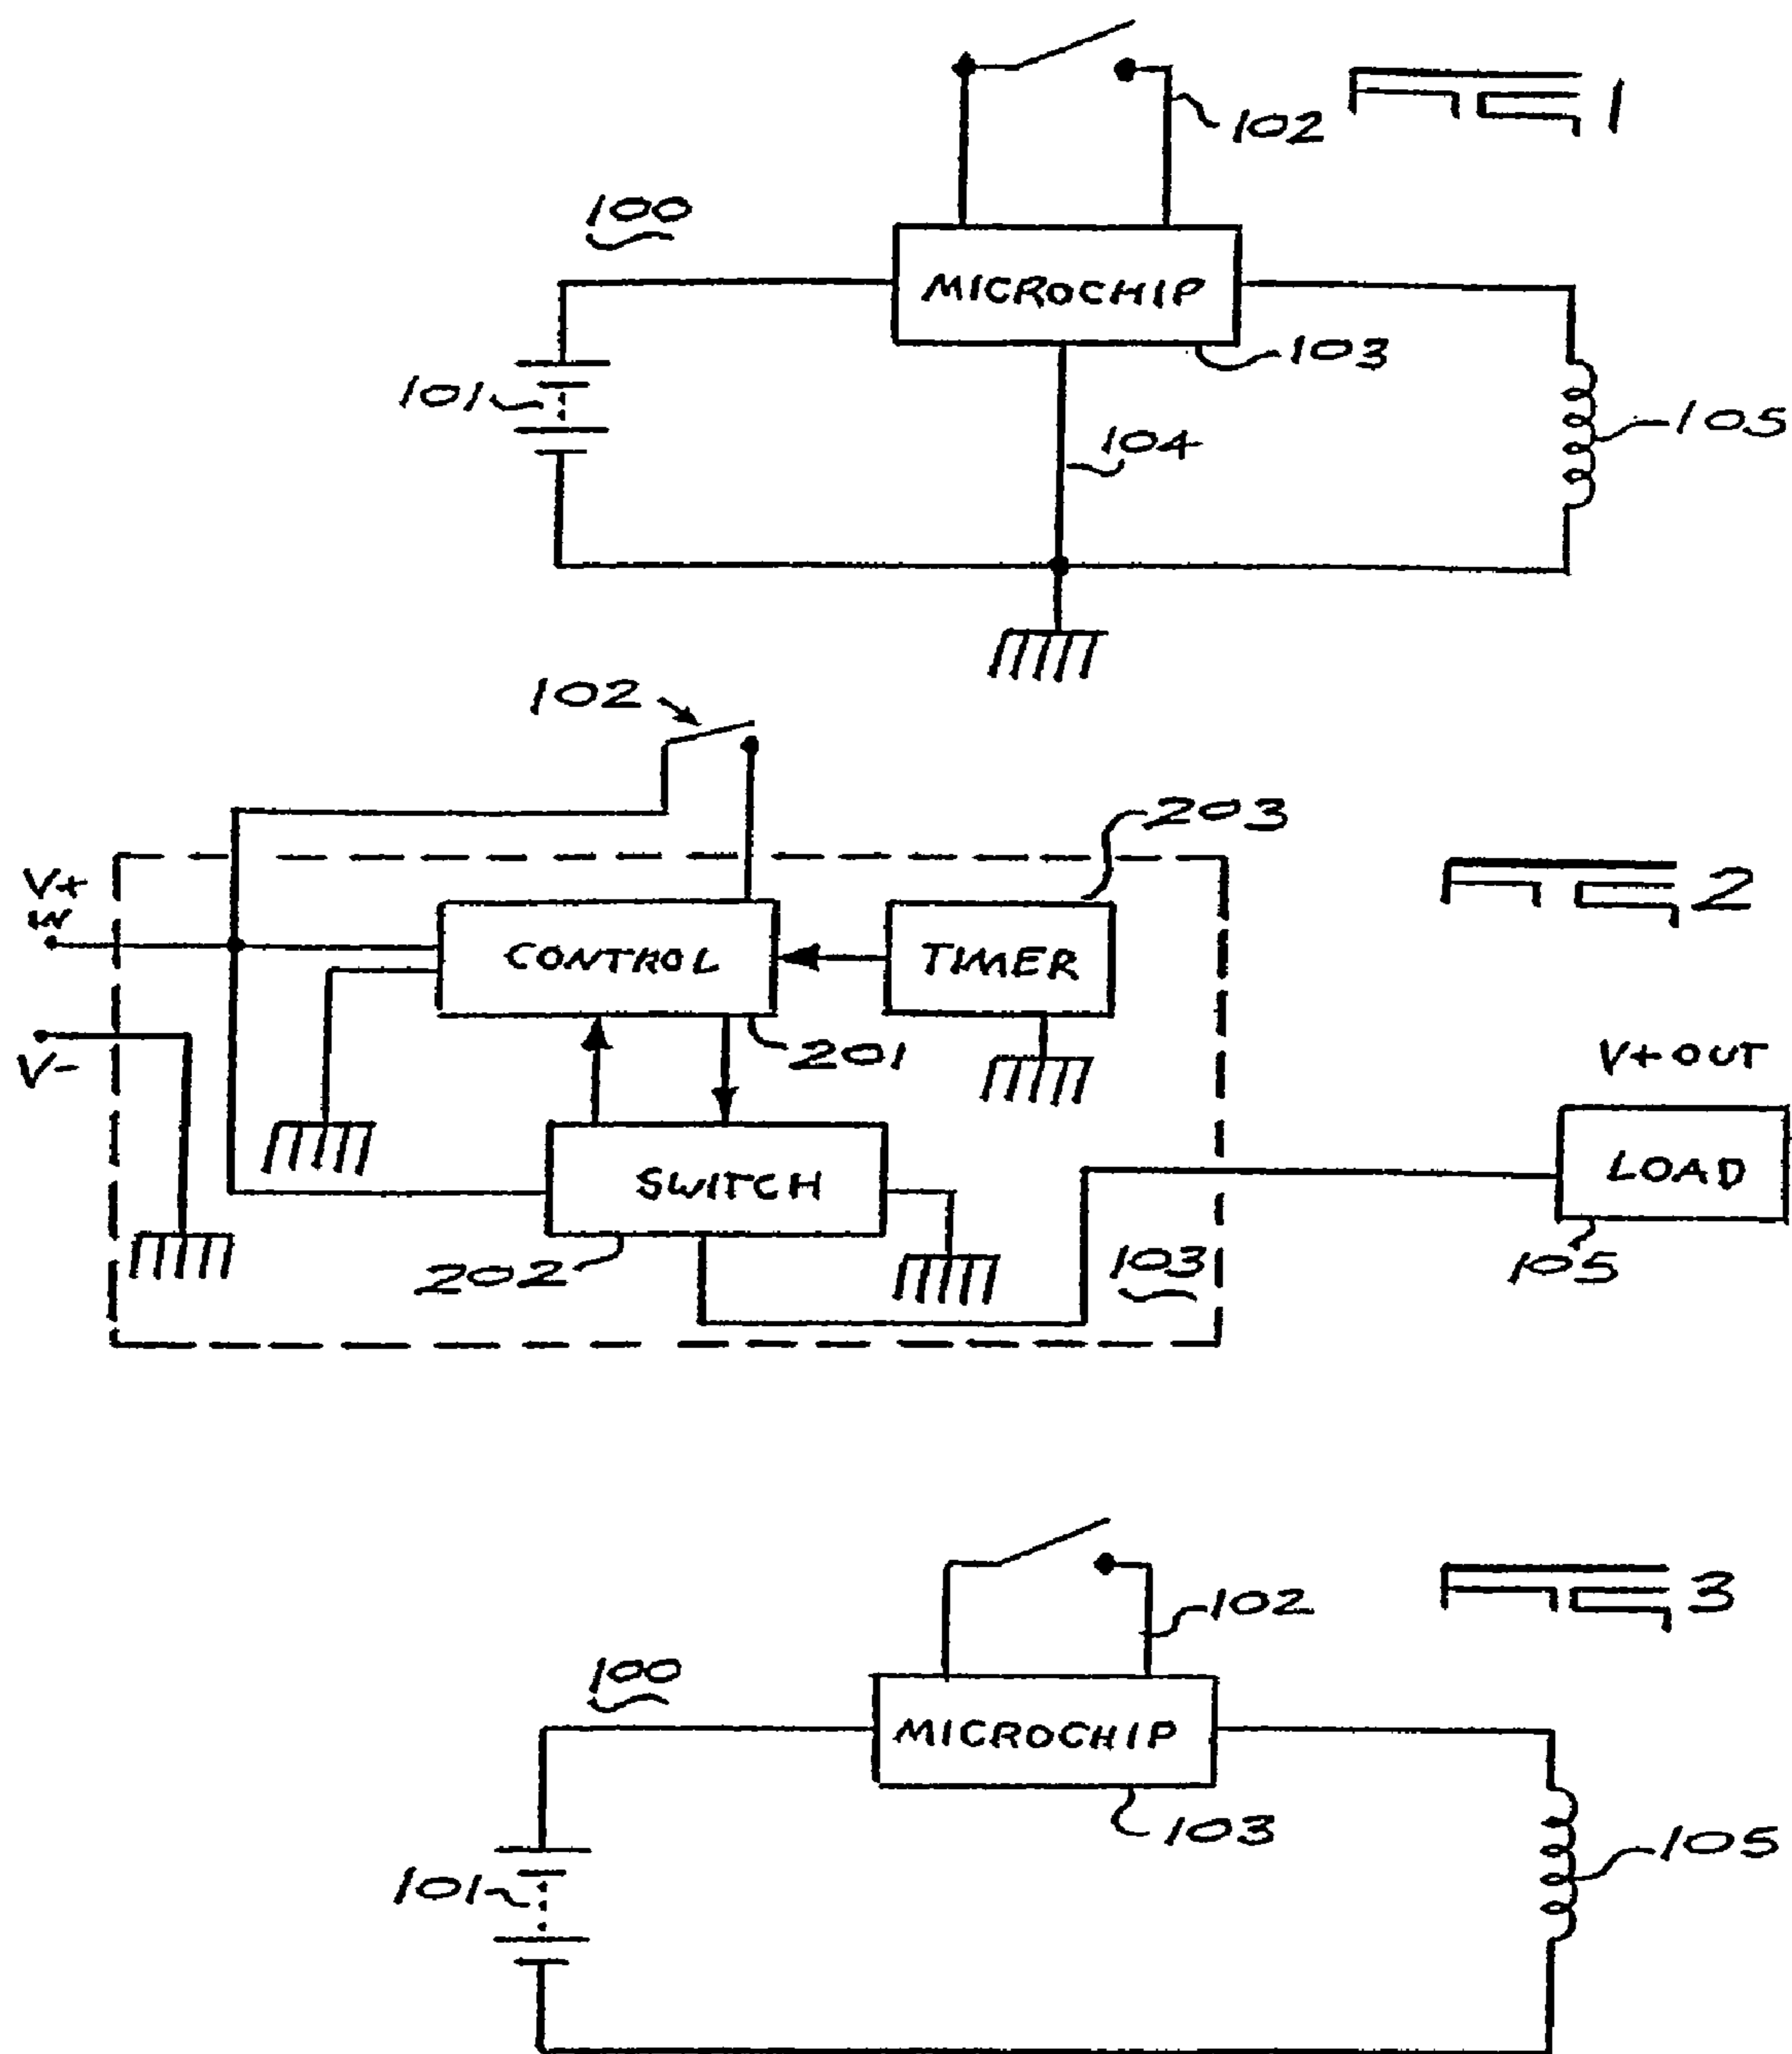 102
FIG 1
100
MICROCHIP
103
101
104
105
102
203
FIG 2
V+
IN
CONTROL
TIMER
V-
201
V+ OUT
SWITCH
LOAD
202
103
105
FIG 3
102
100
MICROCHIP
103
101
105